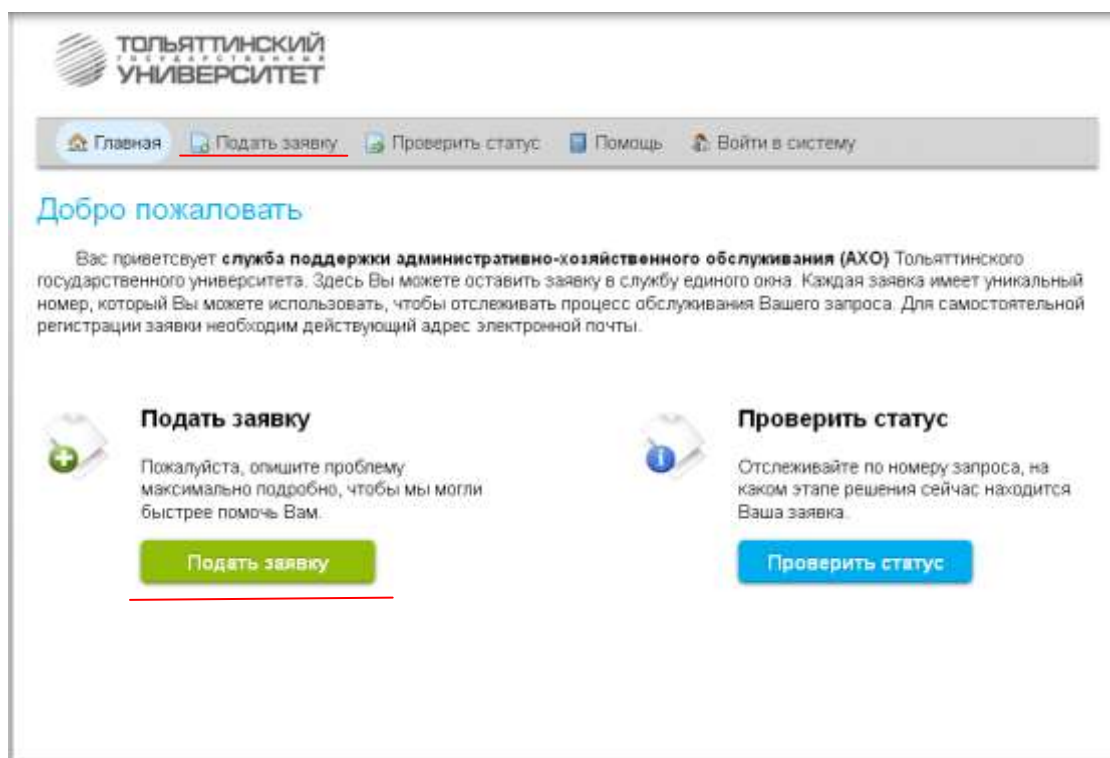 ТОЛЬЯТТИНСКИЙ
ГОСУДАРСТВЕННЫЙ
УНИВЕРСИТЕТ
Главная Подать заявку Проверить статус Помощь Войти в систему
Добро пожаловать
Вас приветсвует служба поддержки административно-хозяйственного обслуживания (АХО) Тольяттинского
государственного университета. Здесь Вы можете оставить заявку в службу единого окна. Каждая заявка имеет уникальный
номер, который Вы можете использовать, чтобы отслеживать процесс обслуживания Вашего запроса. Для самостоятельной
регистрации заявки необходим действующий адрес электронной почты.
Подать заявку
Пожалуйста, опишите проблему
максимально подробно, чтобы мы могли
быстрее помочь Вам.
Подать заявку
Проверить статус
Отслеживайте по номеру запроса, на
каком этапе решения сейчас находится
Ваша заявка.
Проверить статус